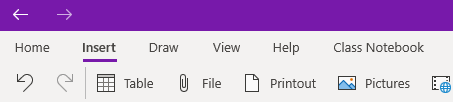 Home Insert Draw View Help Class Notebook
Table File Printout Pictures